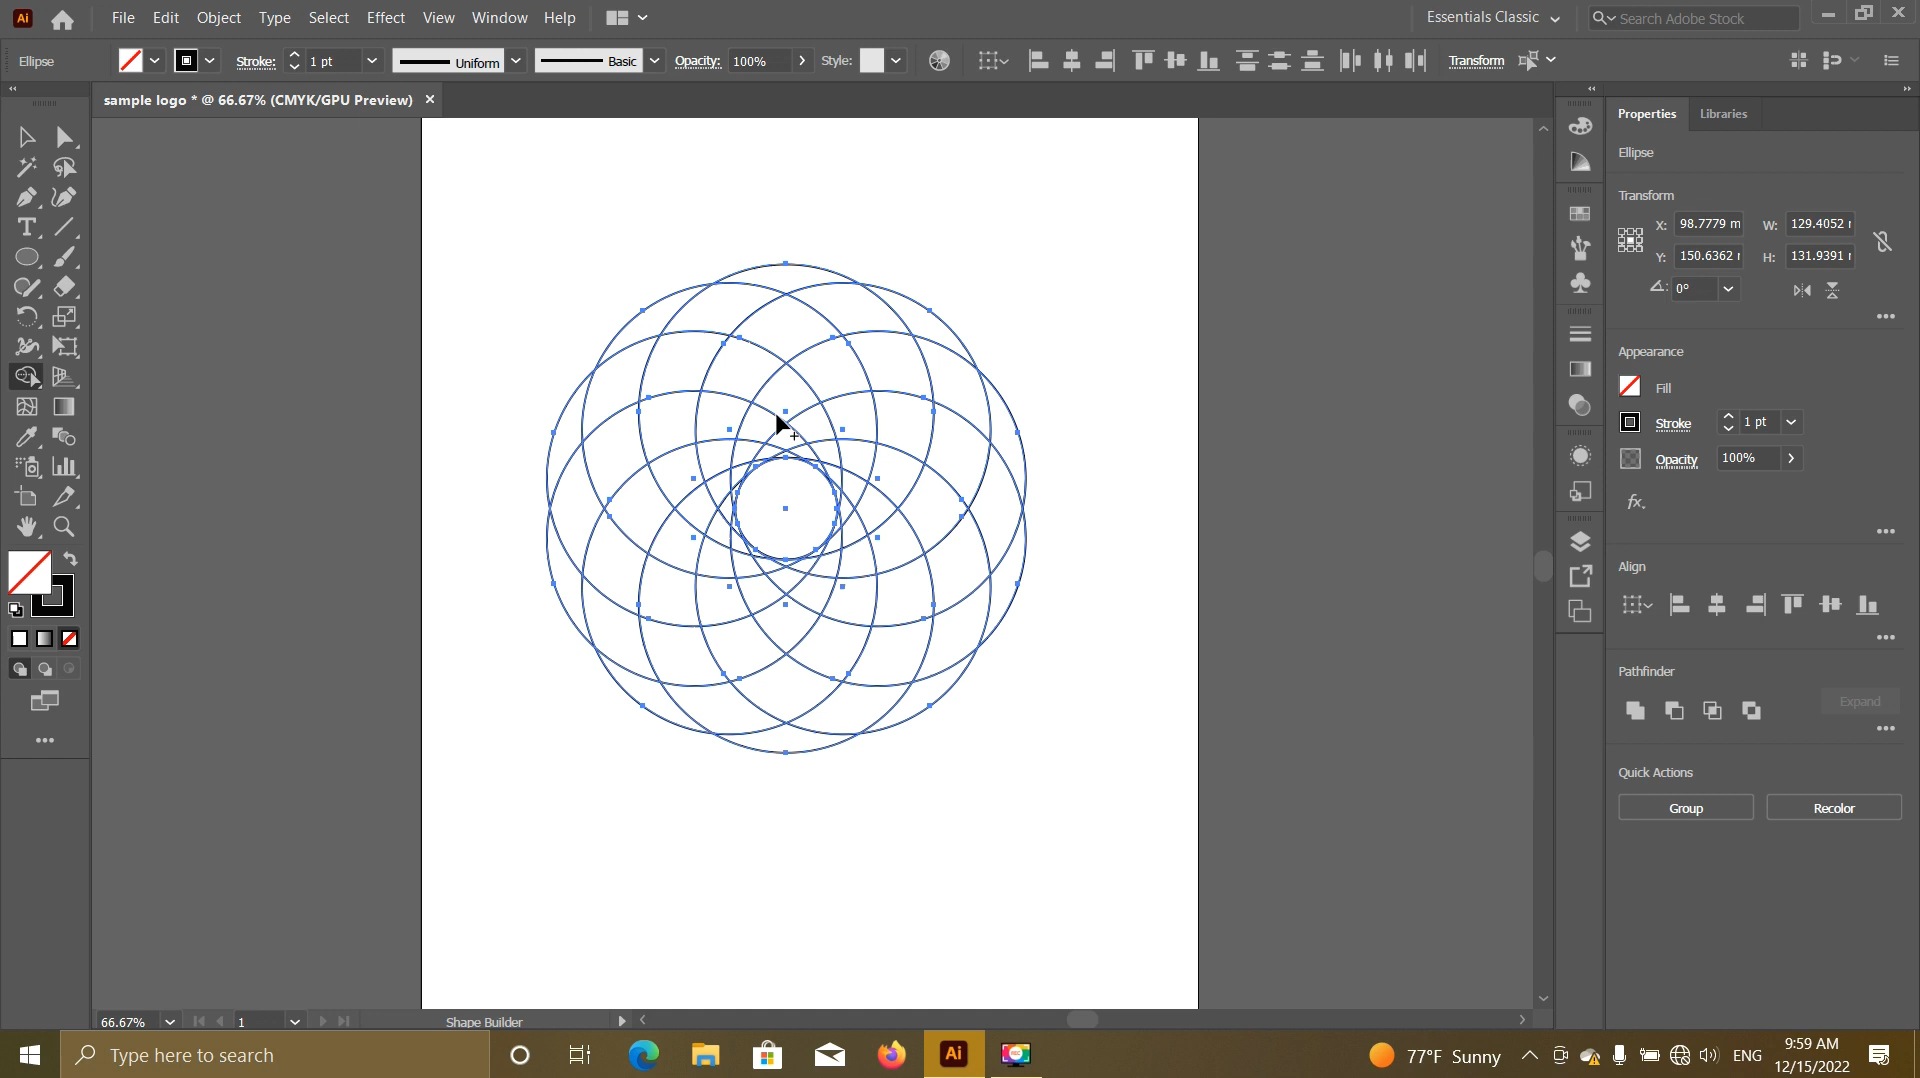 Ai File Edit Object Type Select Effect View Window Help Essentials Classic Search Adobe Stock
Ellipse Stroke: 1 pt Uniform Basic Opacity: 100% Style: Transform
sample logo * @ 66.67% (CMYK/GPU Preview)
Properties Libraries
Ellipse
Transform
X: 98.7779 m W: 129.4052
Y: 150.6362 H: 131.9391
0°
Appearance
Fill
Stroke 1 pt
Opacity 100%
fx.
Align
Pathfinder
Expand
Quick Actions
Group Recolor
66.67% 1 Shape Builder
Type here to search Ai REC 77°F Sunny ENG 9:59 AM
12/15/2022